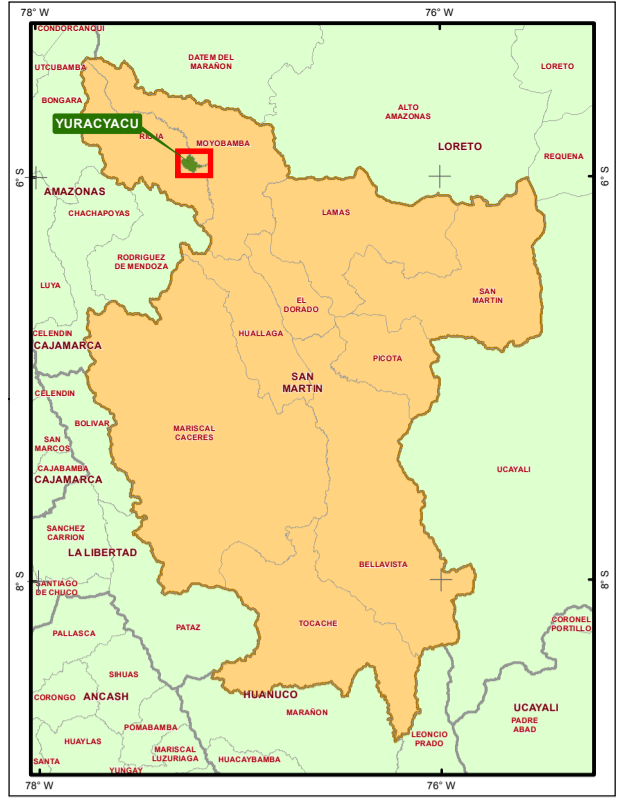 78° W
76° W
CONDORCANQUI
DATEM DEL
MARAÑON
UTCUBAMBA
LORETO
BONGARA
ALTO
AMAZONAS
YURACYACU
RIOJA
MOYOBAMBA
LORETO
REQUENA
6° S
6° S
AMAZONAS
CHACHAPOYAS
LAMAS
RODRIGUEZ
DE MENDOZA
LUYA
SAN
MARTIN
EL
DORADO
CELENDIN
CAJAMARCA
HUALLAGA
PICOTA
SAN
MARTIN
CELENDIN
BOLIVAR
MARISCAL
CACERES
SAN
MARCOS
CAJABAMBA
CAJAMARCA
UCAYALI
SANCHEZ
CARRION
LA LIBERTAD
BELLAVISTA
8° S
8° S
SANTIAGO
DE CHUCO
CORONEL
PORTILLO
PALLASCA
PATAZ
TOCACHE
SIHUAS
CORONGO
ANCASH
HUANUCO
MARAÑON
UCAYALI
PADRE
ABAD
POMABAMBA
HUAYLAS
MARISCAL
LUZURIAGA
LEONCIO
PRADO
SANTA
YUNGAY
HUACAYBAMBA
78° W
76° W